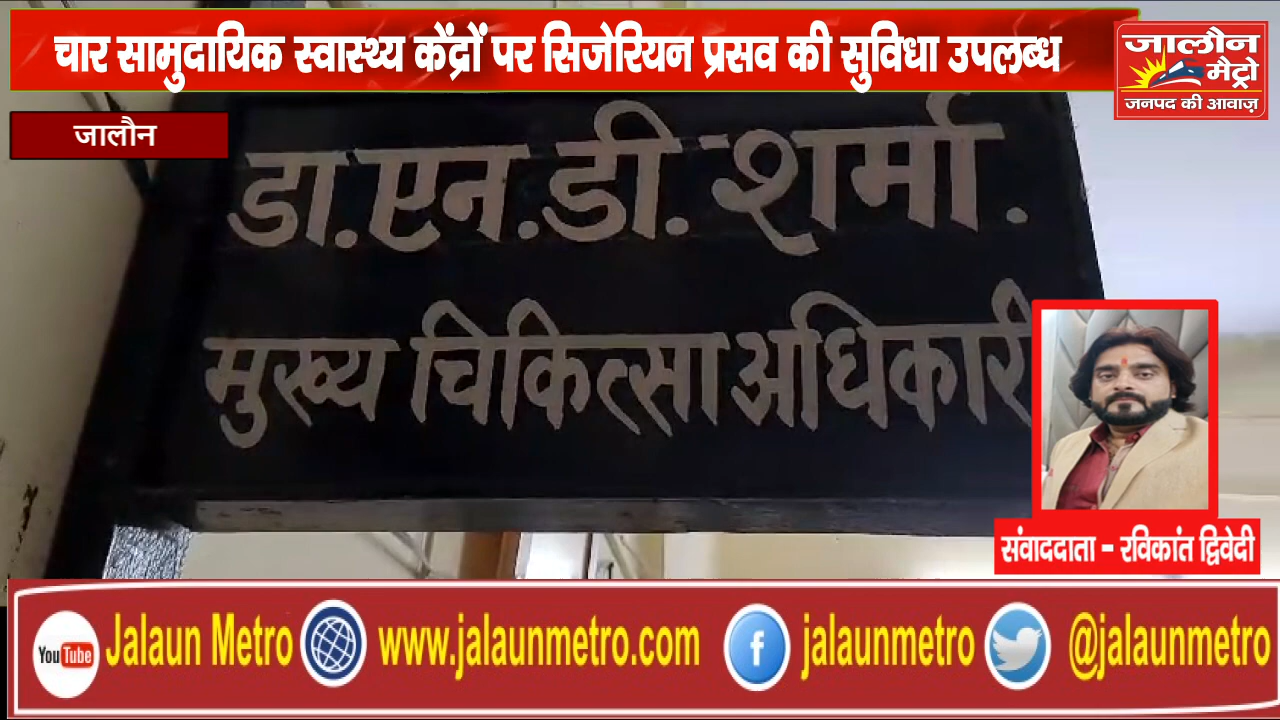 चार सामुदायिक स्वास्थ्य केंद्रों पर सिजेरियन प्रसव की सुविधा उपलब्ध
जालौन
मैट्रो
जनपद की आवाज़
जालौन
डा.एन.डी. शर्मा.
मुख्य चिकित्सा अधिकारी
संवाददाता - रविकांत द्विवेदी
YouTube Jalaun Metro www.jalaunmetro.com f jalaunmetro @jalaunmetro